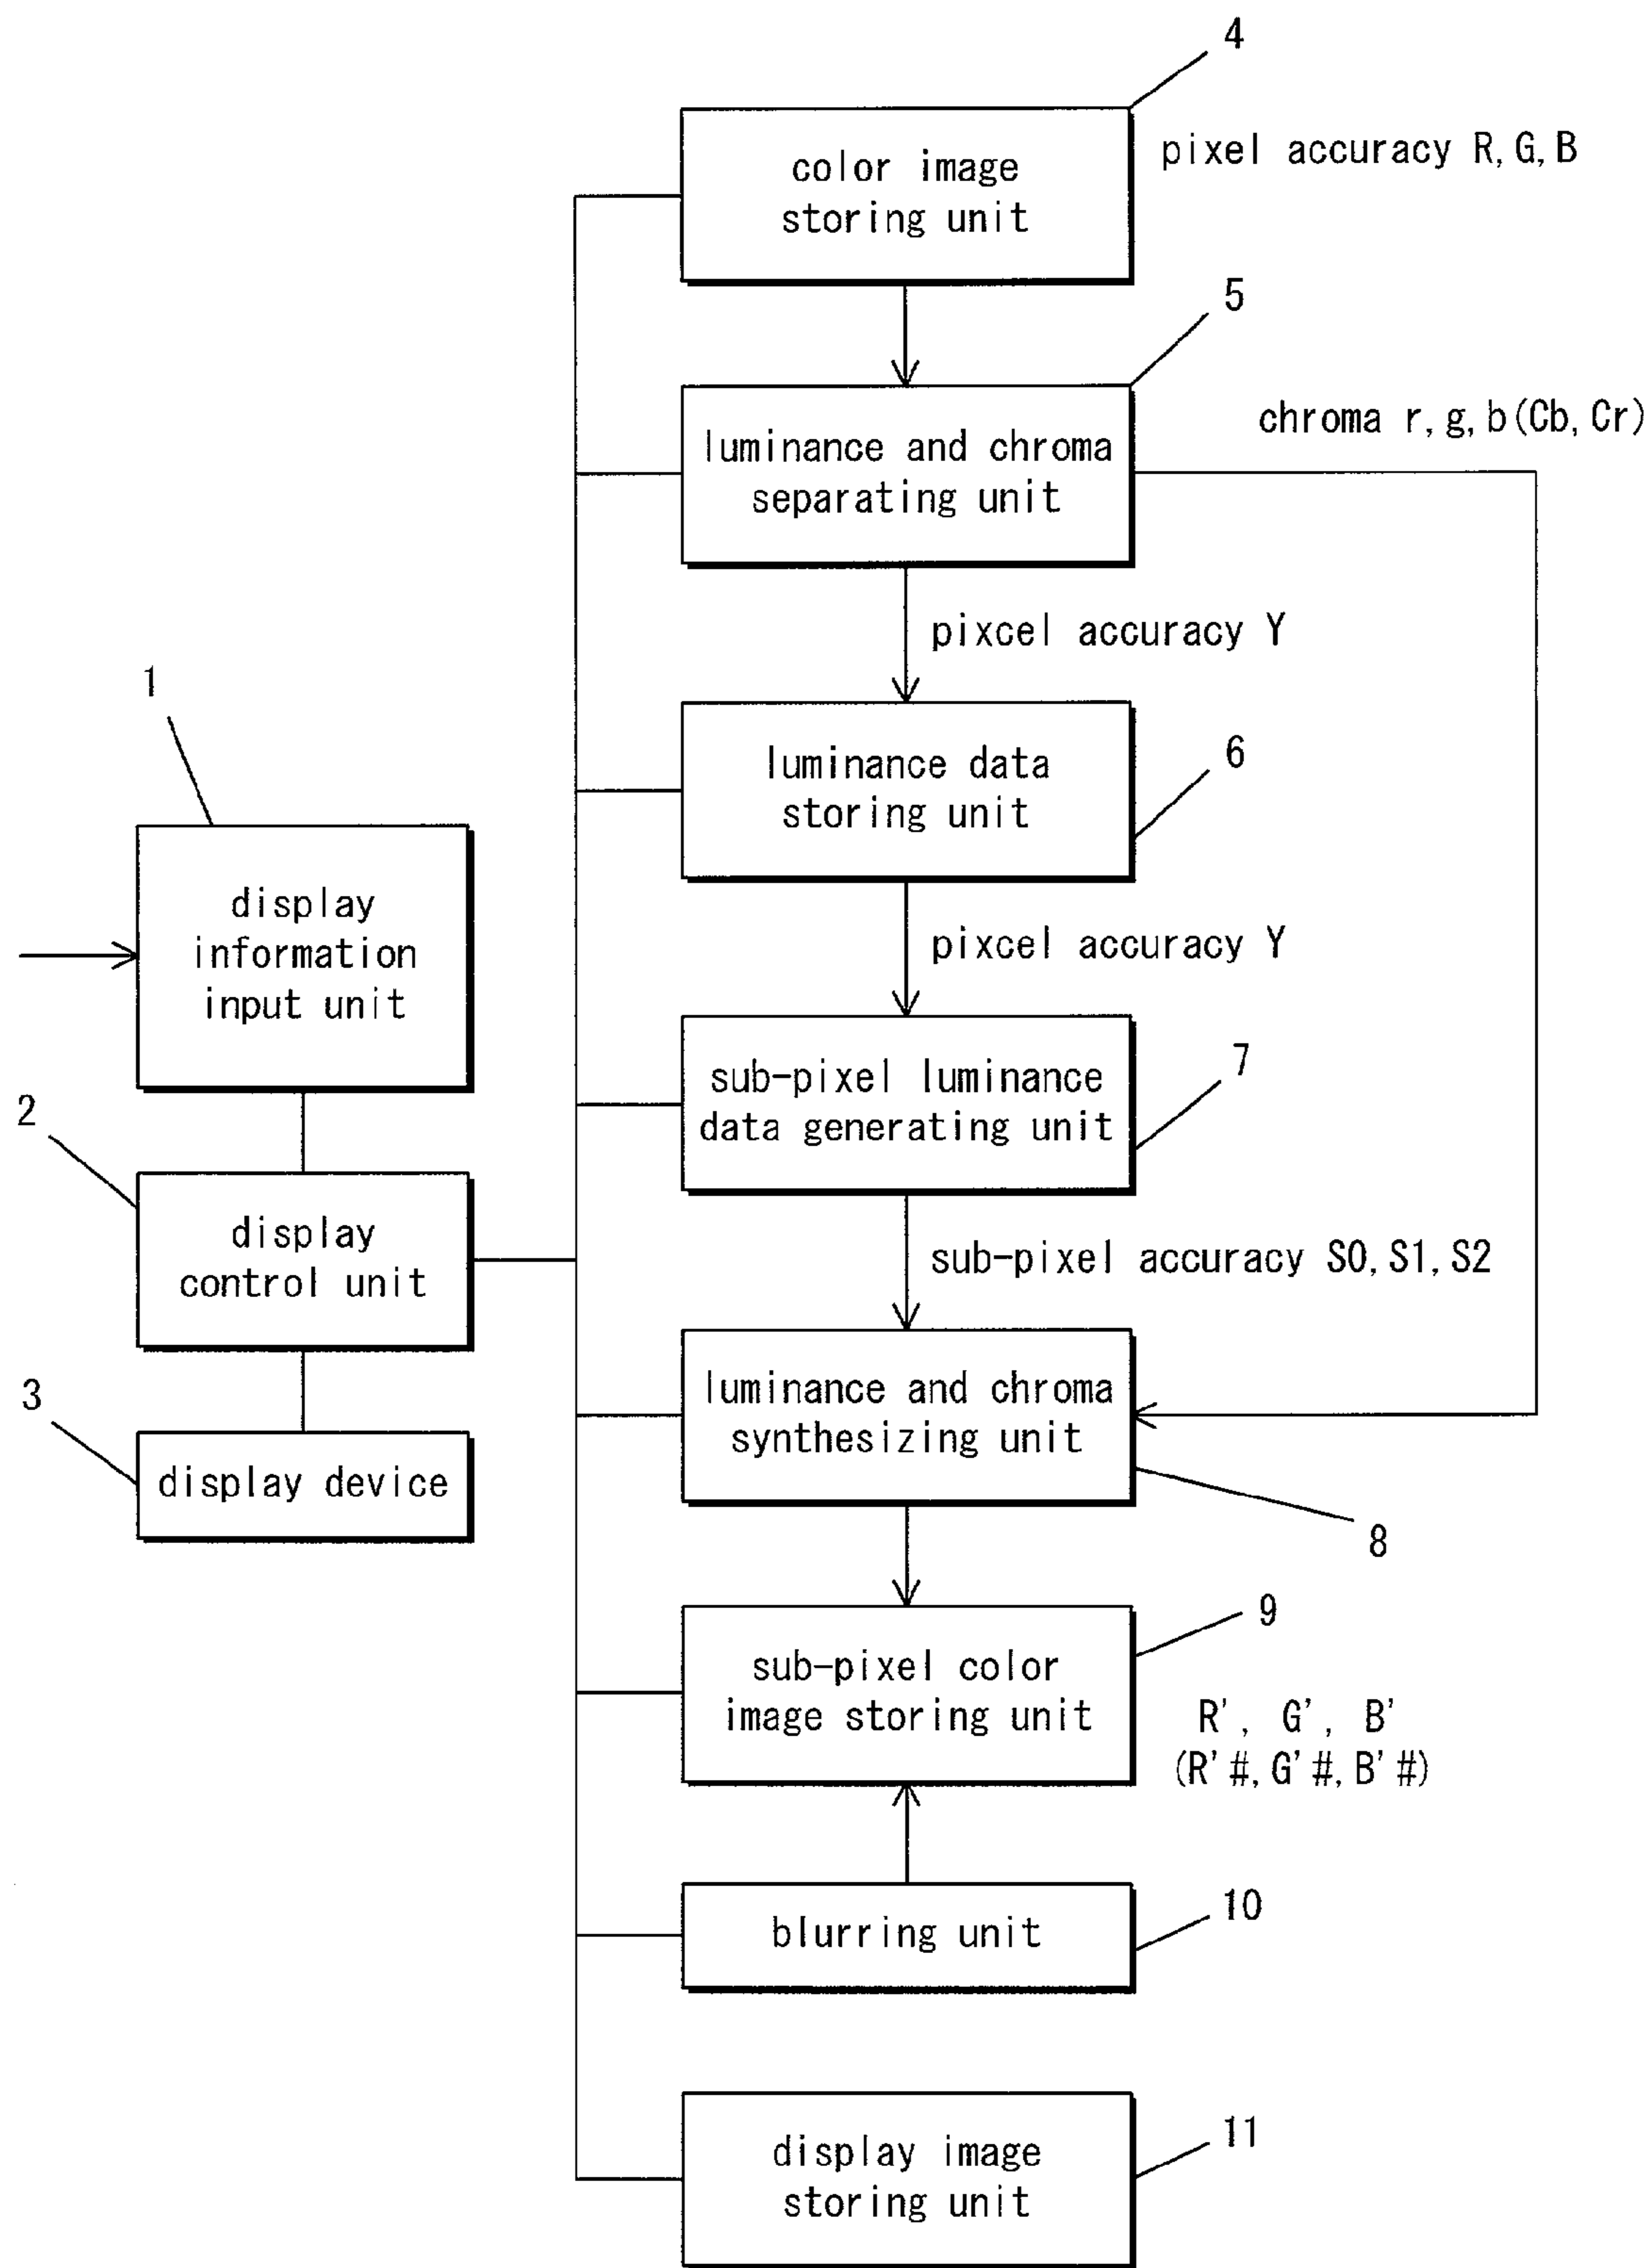 4
color image
storing unit
pixel accuracy R, G, B
5
luminance and chroma
separating unit
chroma r, g, b(Cb, Cr)
pixcel accuracy Y
6
luminance data
storing unit
pixcel accuracy Y
1
display
information
input unit
7
sub-pixel luminance
data generating unit
2
display
control unit
sub-pixel accuracy S0, S1, S2
3
display device
luminance and chroma
synthesizing unit
8
9
sub-pixel color
image storing unit
R', G', B'
(R'#, G'#, B'#)
10
blurring unit
11
display image
storing unit